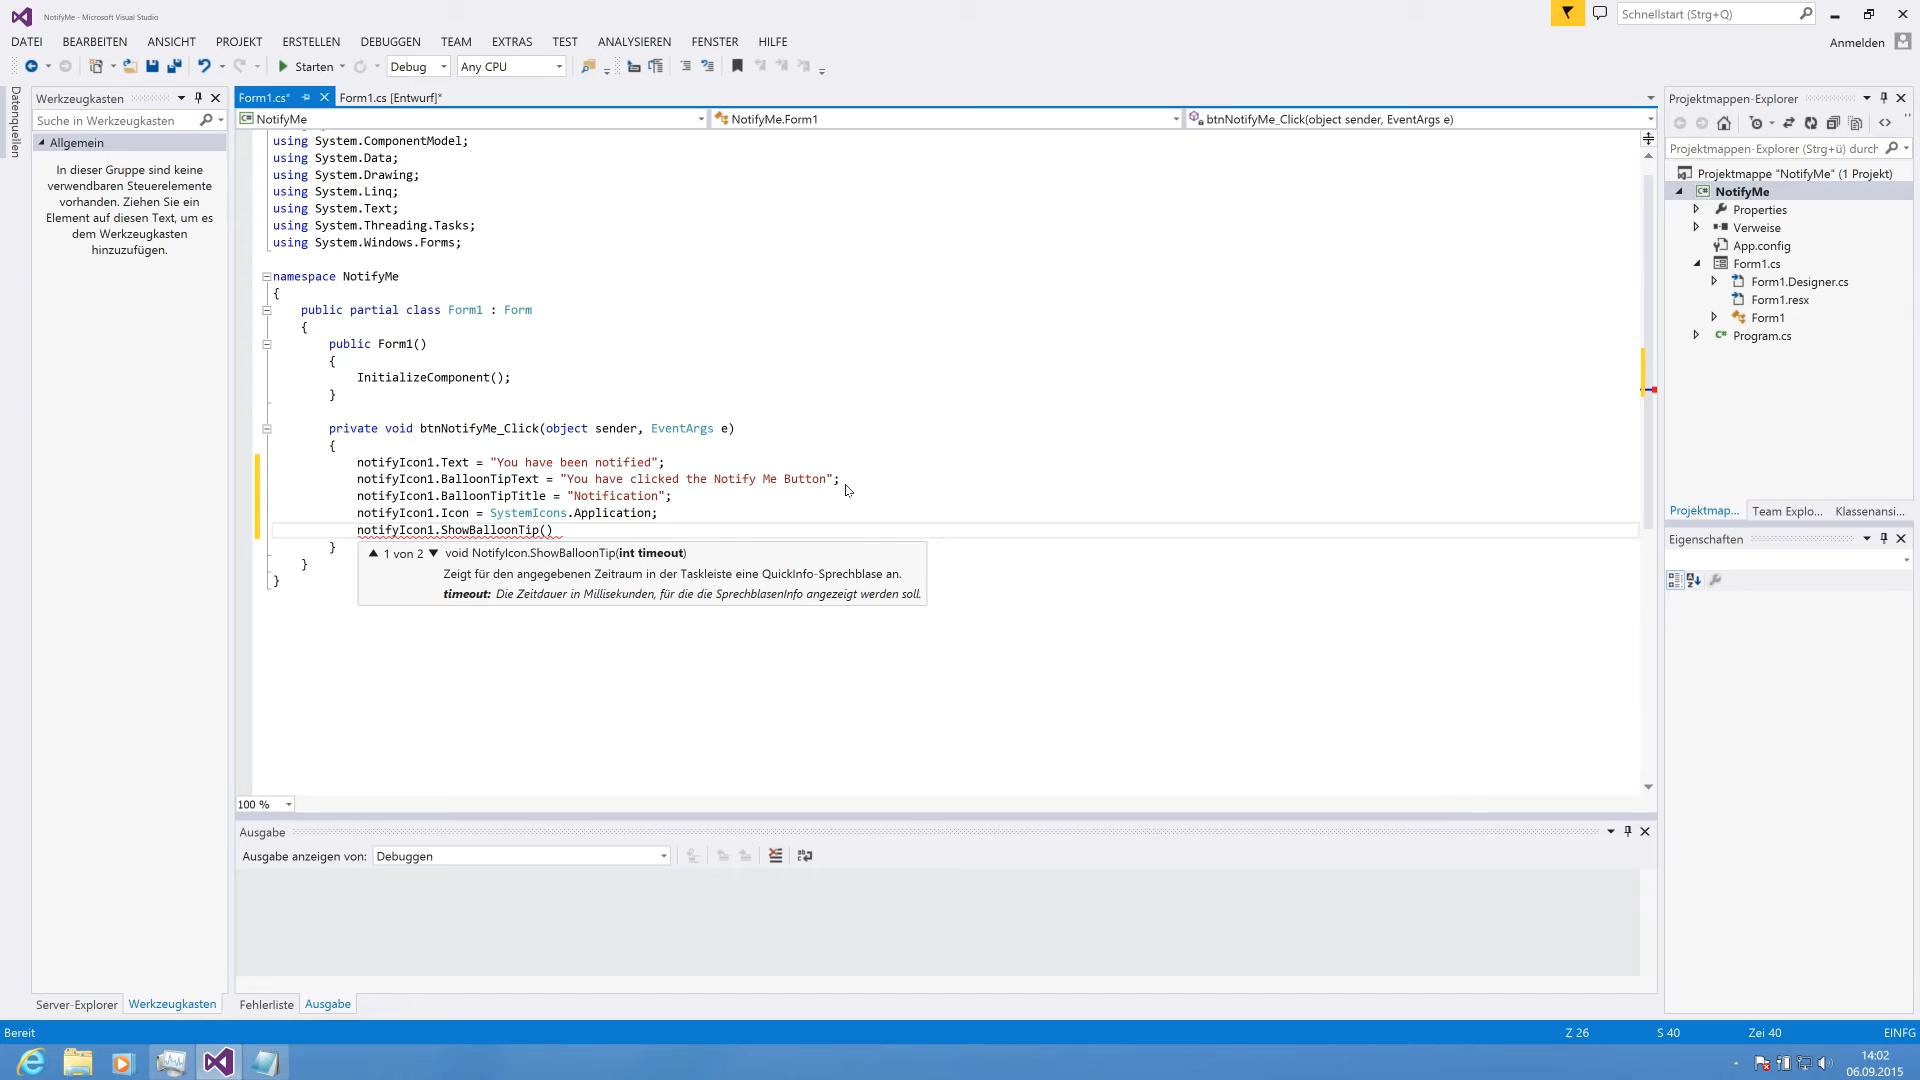 NotifyMe - Microsoft Visual Studio
Schnellstart (Strg+Q)
DATEI BEARBEITEN ANSICHT PROJEKT ERSTELLEN DEBUGGEN TEAM EXTRAS TEST ANALYSIEREN FENSTER HILFE
Anmelden
Starten Debug Any CPU
Datenquellen
Werkzeugkasten
Suche in Werkzeugkasten
Allgemein
In dieser Gruppe sind keine
verwendbaren Steuerelemente
vorhanden. Ziehen Sie ein
Element auf diesen Text, um es
dem Werkzeugkasten
hinzuzufügen.
Form1.cs* Form1.cs [Entwurf]*
NotifyMe NotifyMe.Form1 btnNotifyMe_Click(object sender, EventArgs e)
using System.ComponentModel;
using System.Data;
using System.Drawing;
using System.Linq;
using System.Text;
using System.Threading.Tasks;
using System.Windows.Forms;
namespace NotifyMe
{
public partial class Form1 : Form
{
public Form1()
{
InitializeComponent();
}
private void btnNotifyMe_Click(object sender, EventArgs e)
{
notifyIcon1.Text = "You have been notified";
notifyIcon1.BalloonTipText = "You have clicked the Notify Me Button";
notifyIcon1.BalloonTipTitle = "Notification";
notifyIcon1.Icon = SystemIcons.Application;
notifyIcon1.ShowBalloonTip()
}
}
}
▲ 1 von 2 ▼ void NotifyIcon.ShowBalloonTip(int timeout)
Zeigt für den angegebenen Zeitraum in der Taskleiste eine QuickInfo-Sprechblase an.
timeout: Die Zeitdauer in Millisekunden, für die die SprechblasenInfo angezeigt werden soll.
100 %
Ausgabe
Ausgabe anzeigen von: Debuggen
Server-Explorer Werkzeugkasten
Fehlerliste Ausgabe
Projektmappen-Explorer
Projektmappen-Explorer (Strg+ü) durch
Projektmappe "NotifyMe" (1 Projekt)
NotifyMe
Properties
Verweise
App.config
Form1.cs
Form1.Designer.cs
Form1.resx
Form1
Program.cs
Projektmap... Team Explo... Klassenansi...
Eigenschaften
Bereit
Z 26 S 40 Zei 40 EINFG
14:02
06.09.2015